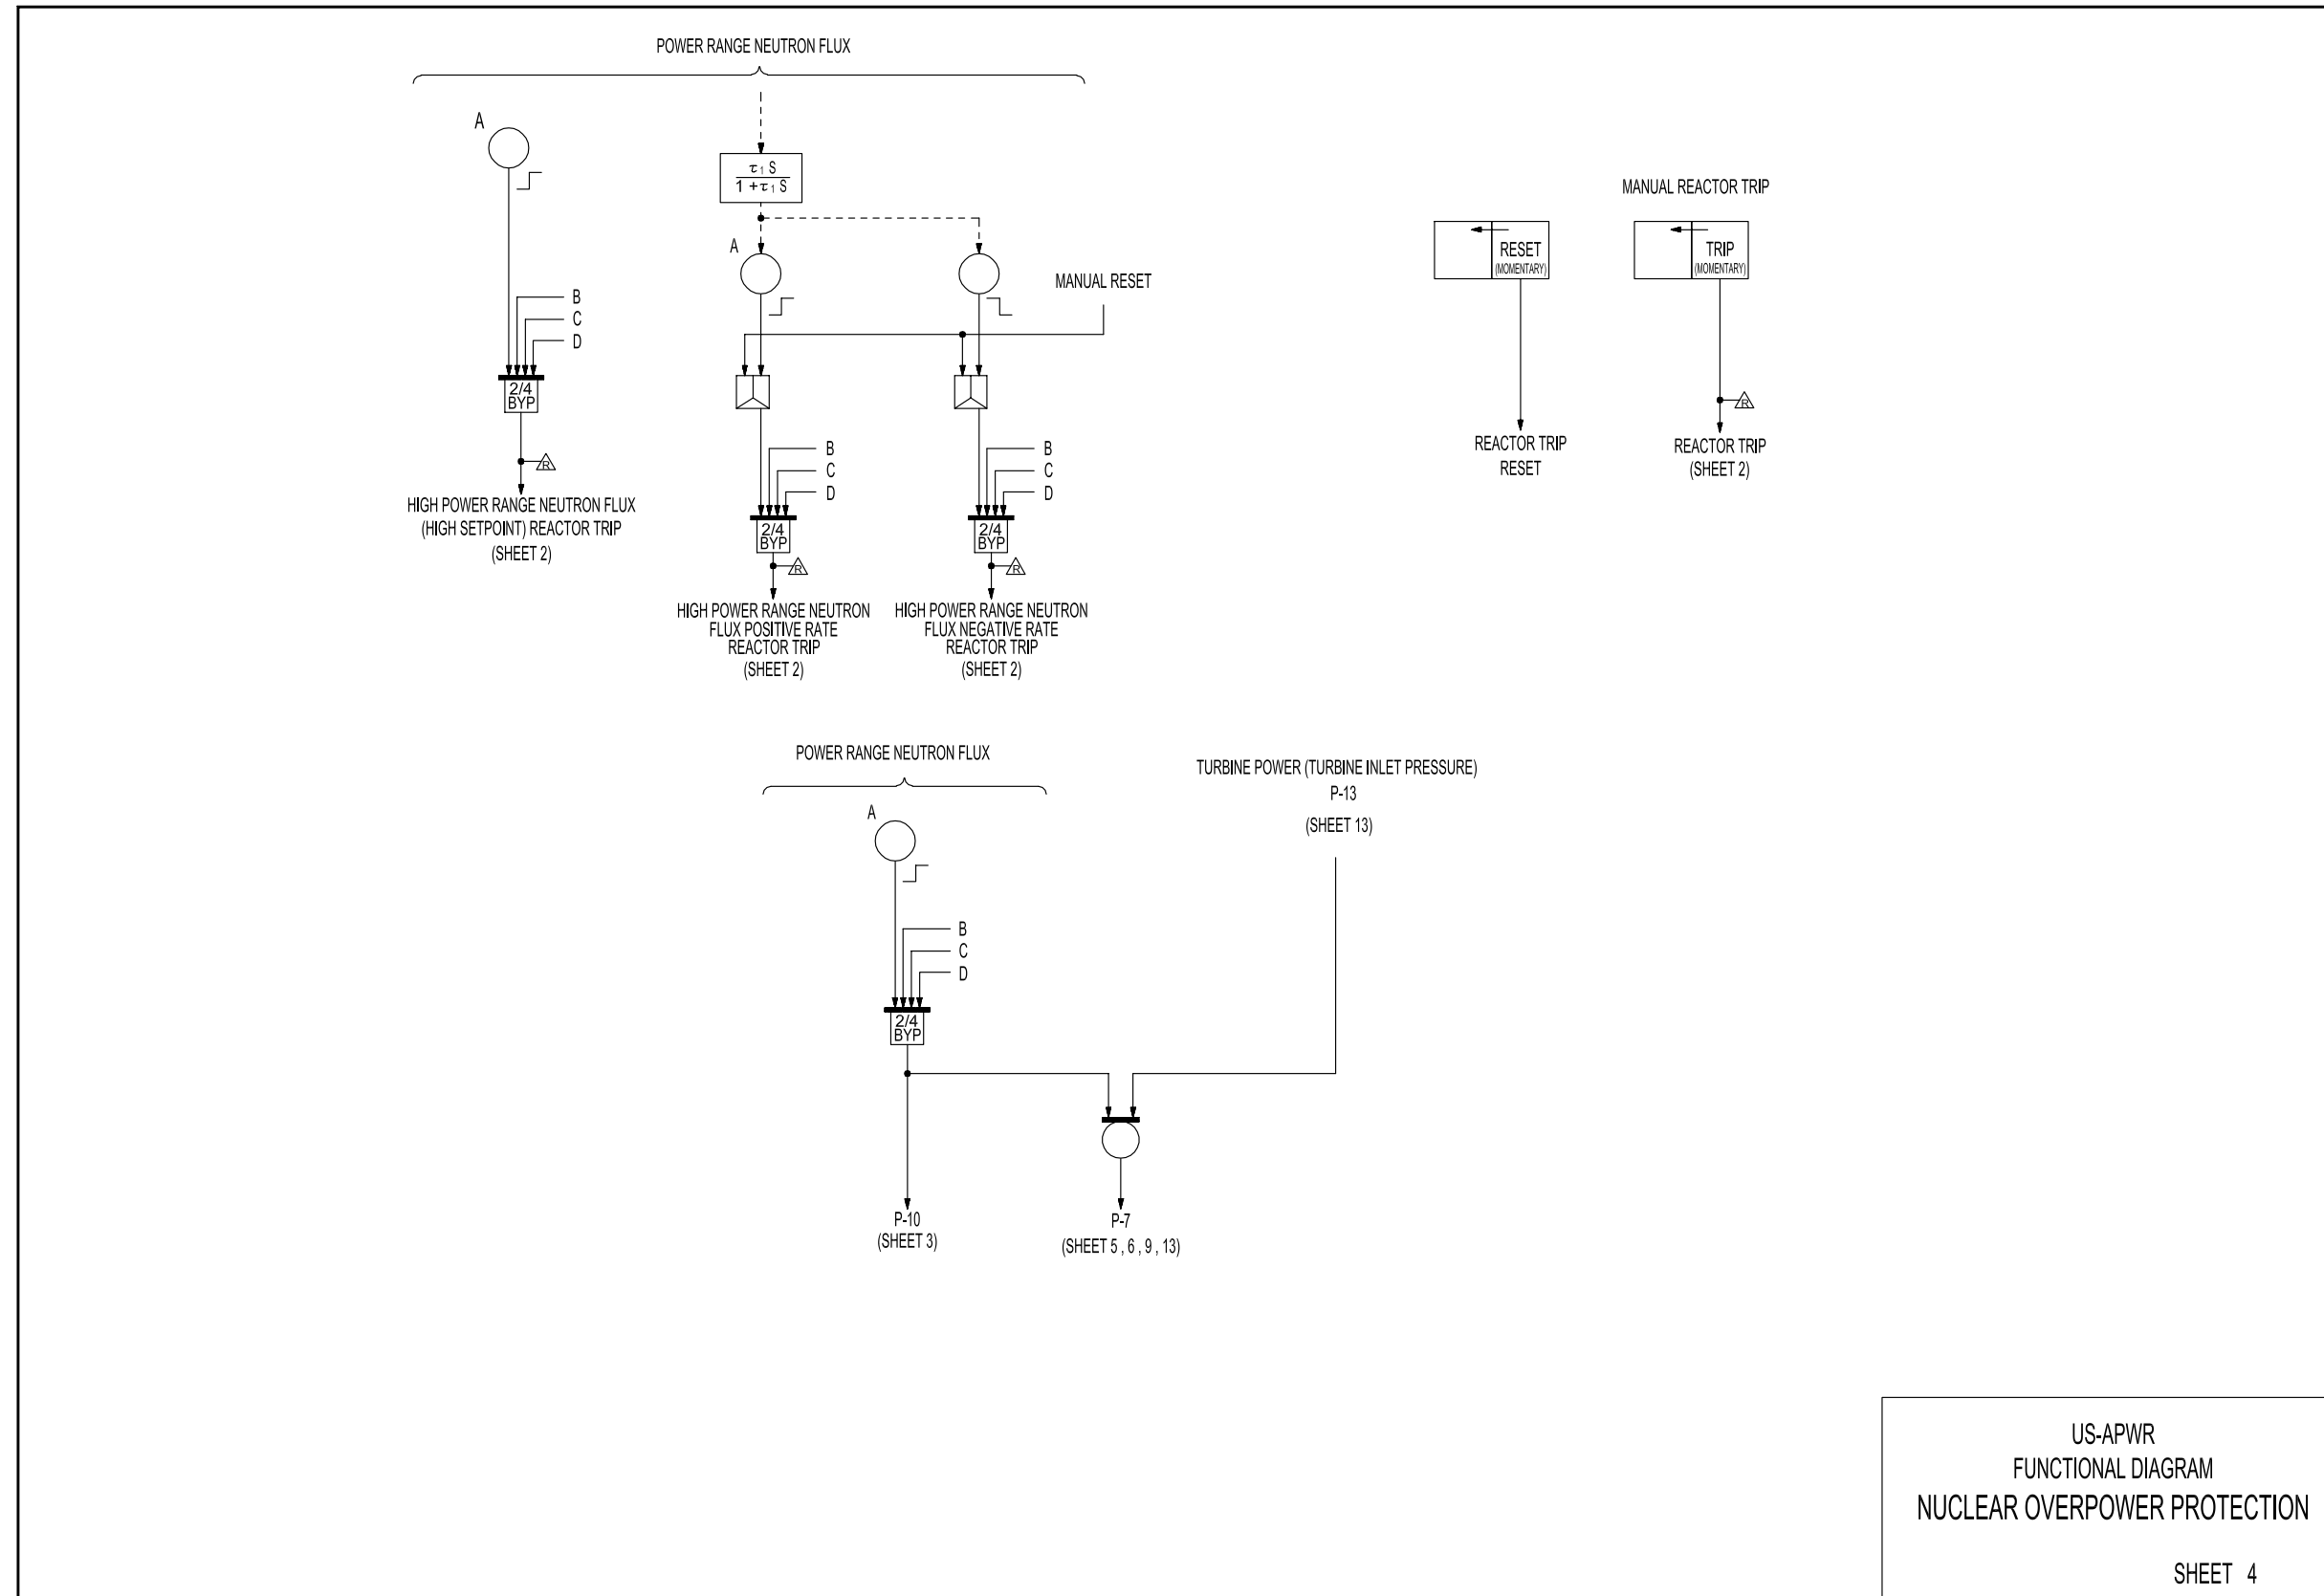 POWER RANGE NEUTRON FLUX
A
B
C
D
2/4
BYP
R
HIGH POWER RANGE NEUTRON FLUX
(HIGH SETPOINT) REACTOR TRIP
(SHEET 2)
τ1 S
1 +τ1 S
A
MANUAL RESET
B
C
D
2/4
BYP
R
HIGH POWER RANGE NEUTRON
FLUX POSITIVE RATE
REACTOR TRIP
(SHEET 2)
B
C
D
2/4
BYP
R
HIGH POWER RANGE NEUTRON
FLUX NEGATIVE RATE
REACTOR TRIP
(SHEET 2)
RESET
(MOMENTARY)
REACTOR TRIP
RESET
MANUAL REACTOR TRIP
TRIP
(MOMENTARY)
R
REACTOR TRIP
(SHEET 2)
POWER RANGE NEUTRON FLUX
A
B
C
D
2/4
BYP
TURBINE POWER (TURBINE INLET PRESSURE)
P-13
(SHEET 13)
P-10
(SHEET 3)
P-7
(SHEET 5 , 6 , 9 , 13)
US-APWR
FUNCTIONAL DIAGRAM
NUCLEAR OVERPOWER PROTECTION
SHEET 4